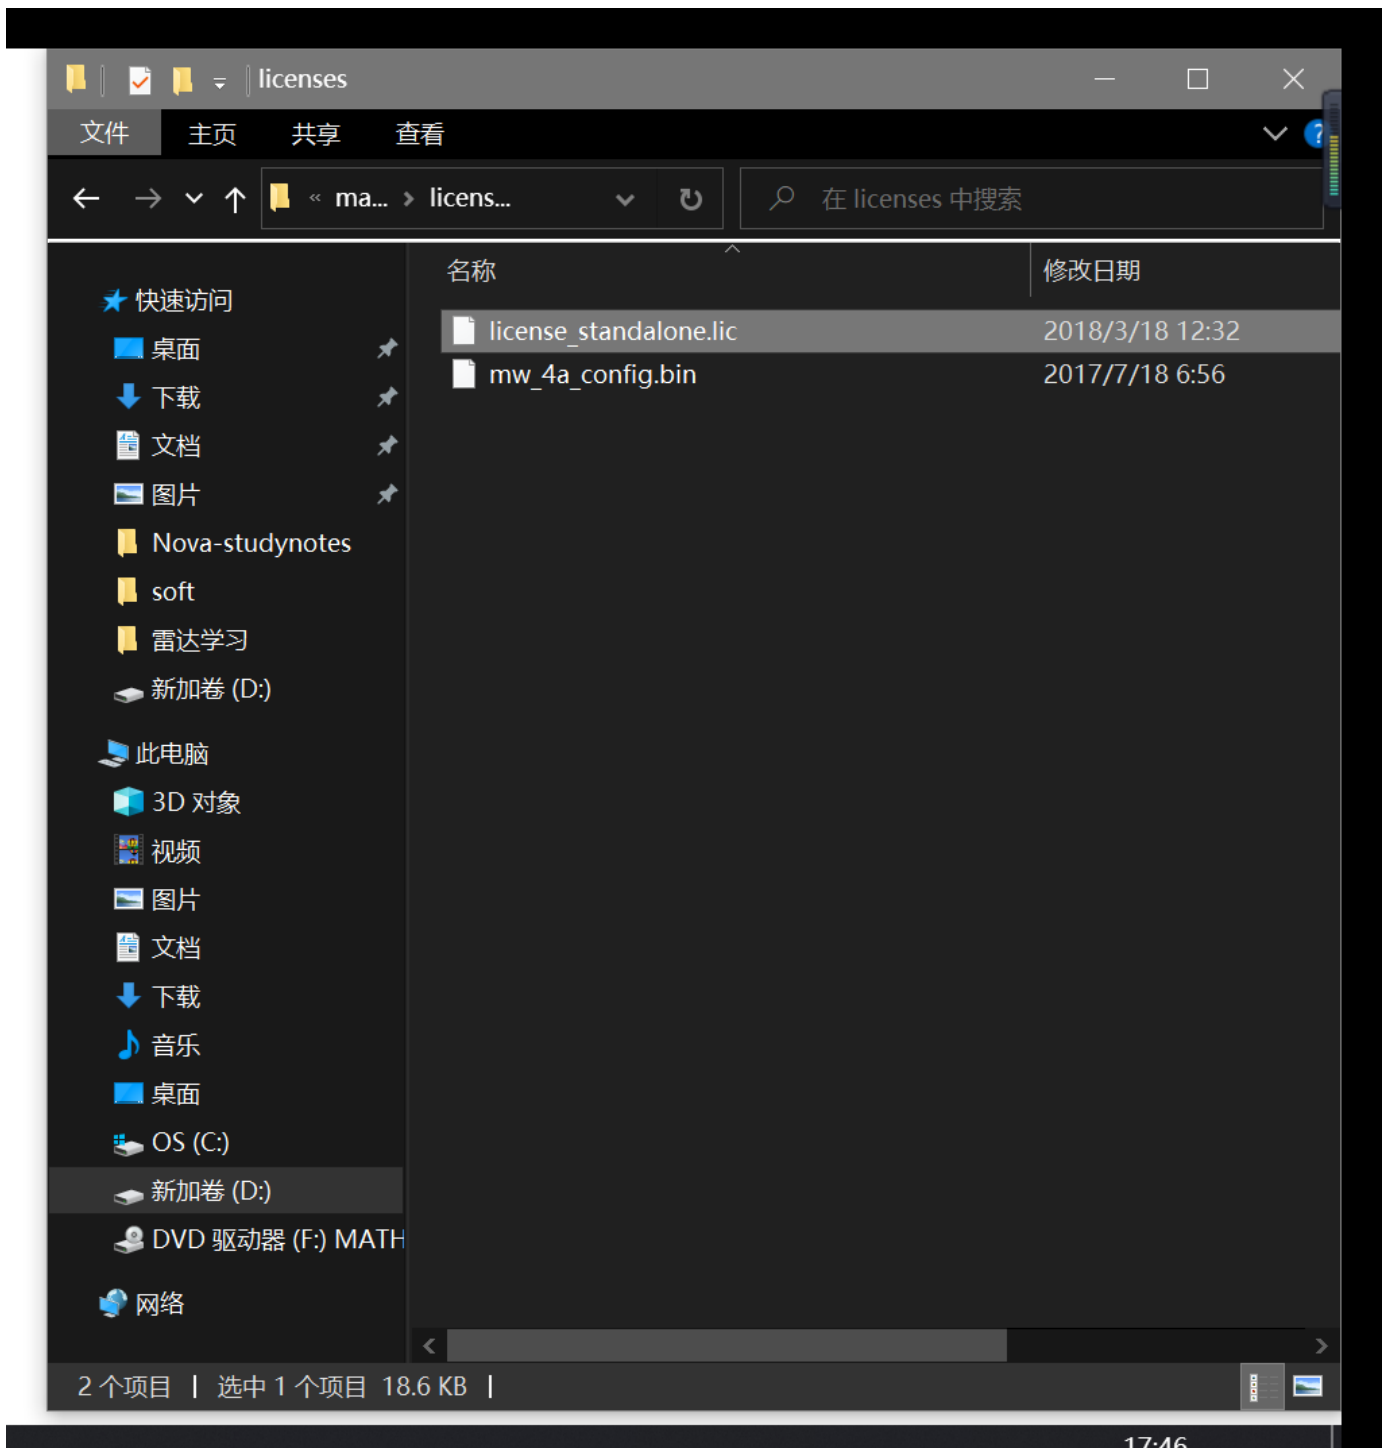 licenses
文件 主页 共享 查看
« ma... › licens...
在 licenses 中搜索
名称 修改日期
license_standalone.lic 2018/3/18 12:32
mw_4a_config.bin 2017/7/18 6:56
快速访问
桌面
下载
文档
图片
Nova-studynotes
soft
雷达学习
新加卷 (D:)
此电脑
3D 对象
视频
图片
文档
下载
音乐
桌面
OS (C:)
新加卷 (D:)
DVD 驱动器 (F:) MATH
网络
2 个项目 选中 1 个项目 18.6 KB
17:46